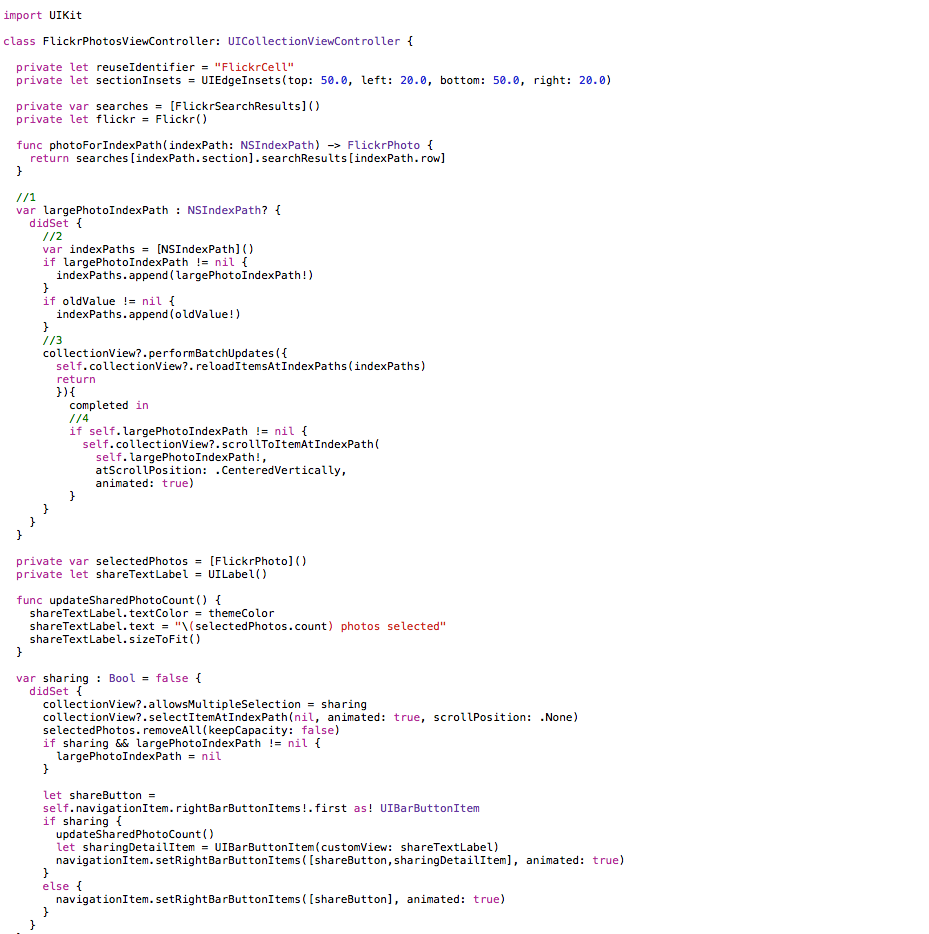 import UIKit
class FlickrPhotosViewController: UICollectionViewController {
private let reuseIdentifier = "FlickrCell"
private let sectionInsets = UIEdgeInsets(top: 50.0, left: 20.0, bottom: 50.0, right: 20.0)
private var searches = [FlickrSearchResults]()
private let flickr = Flickr()
func photoForIndexPath(indexPath: NSIndexPath) -> FlickrPhoto {
return searches[indexPath.section].searchResults[indexPath.row]
}
//1
var largePhotoIndexPath : NSIndexPath? {
didSet {
//2
var indexPaths = [NSIndexPath]()
if largePhotoIndexPath != nil {
indexPaths.append(largePhotoIndexPath!)
}
if oldValue != nil {
indexPaths.append(oldValue!)
}
//3
collectionView?.performBatchUpdates({
self.collectionView?.reloadItemsAtIndexPaths(indexPaths)
return
}){
completed in
//4
if self.largePhotoIndexPath != nil {
self.collectionView?.scrollToItemAtIndexPath(
self.largePhotoIndexPath!,
atScrollPosition: .CenteredVertically,
animated: true)
}
}
}
}
private var selectedPhotos = [FlickrPhoto]()
private let shareTextLabel = UILabel()
func updateSharedPhotoCount() {
shareTextLabel.textColor = themeColor
shareTextLabel.text = "\(selectedPhotos.count) photos selected"
shareTextLabel.sizeToFit()
}
var sharing : Bool = false {
didSet {
collectionView?.allowsMultipleSelection = sharing
collectionView?.selectItemAtIndexPath(nil, animated: true, scrollPosition: .None)
selectedPhotos.removeAll(keepCapacity: false)
if sharing && largePhotoIndexPath != nil {
largePhotoIndexPath = nil
}
let shareButton =
self.navigationItem.rightBarButtonItems!.first as! UIBarButtonItem
if sharing {
updateSharedPhotoCount()
let sharingDetailItem = UIBarButtonItem(customView: shareTextLabel)
navigationItem.setRightBarButtonItems([shareButton,sharingDetailItem], animated: true)
}
else {
navigationItem.setRightBarButtonItems([shareButton], animated: true)
}
}